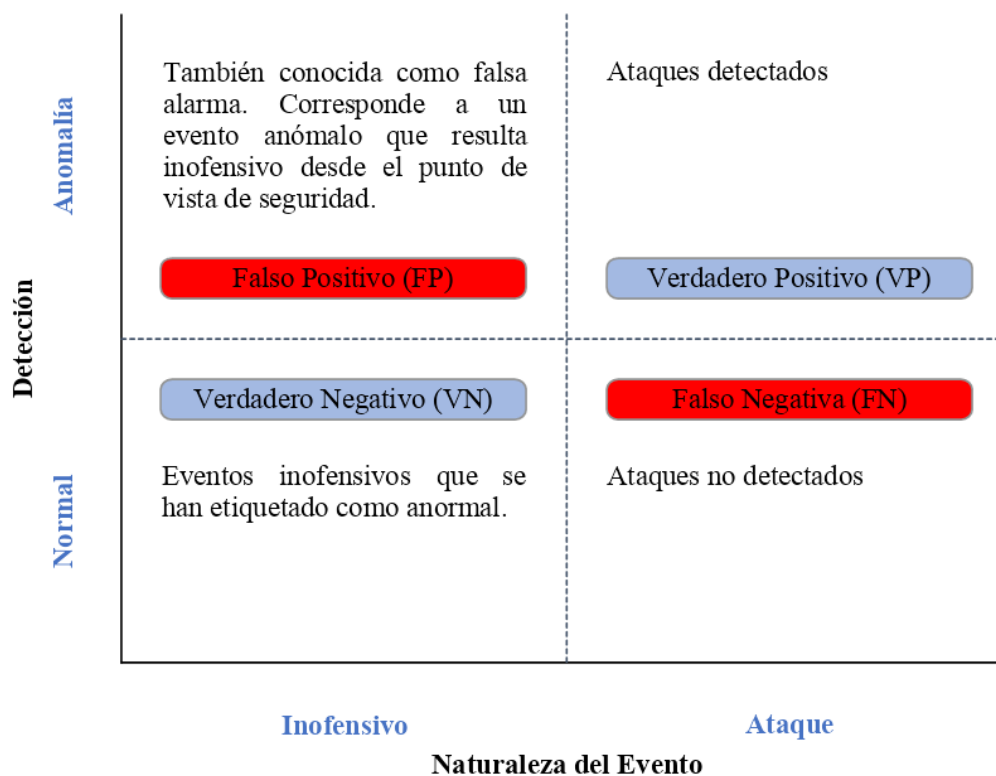 También conocida como falsa
alarma. Corresponde a un
evento anómalo que resulta
inofensivo desde el punto de
vista de seguridad.
Ataques detectados
Anomalía
Falso Positivo (FP)
Verdadero Positivo (VP)
Detección
Verdadero Negativo (VN)
Falso Negativa (FN)
Eventos inofensivos que se
han etiquetado como anormal.
Ataques no detectados
Normal
Inofensivo
Ataque
Naturaleza del Evento